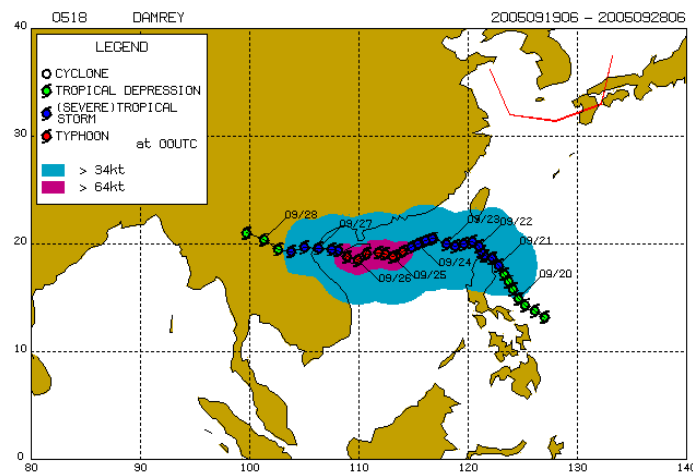 0518 DAMREY 2005091906 - 2005092806
40
30
20
10
0
LEGEND
CYCLONE
TROPICAL DEPRESSION
(SEVERE)TROPICAL
STORM
TYPHOON
at 00UTC
> 34kt
> 64kt
09/28
09/27
09/23
09/22
09/21
09/24
09/20
09/25
09/26
80 90 100 110 120 130 140